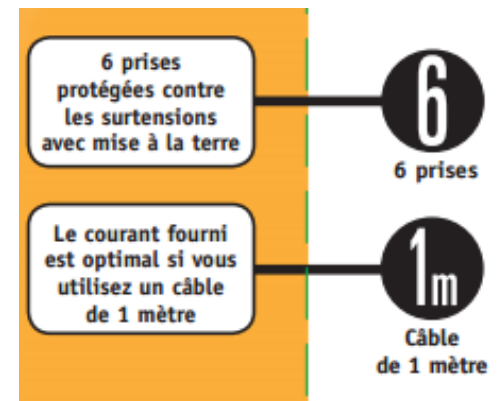 6 prises
protégées contre
les surtensions
avec mise à la terre
6
6 prises
Le courant fourni
est optimal si vous
utilisez un câble
de 1 mètre
1m
Câble
de 1 mètre